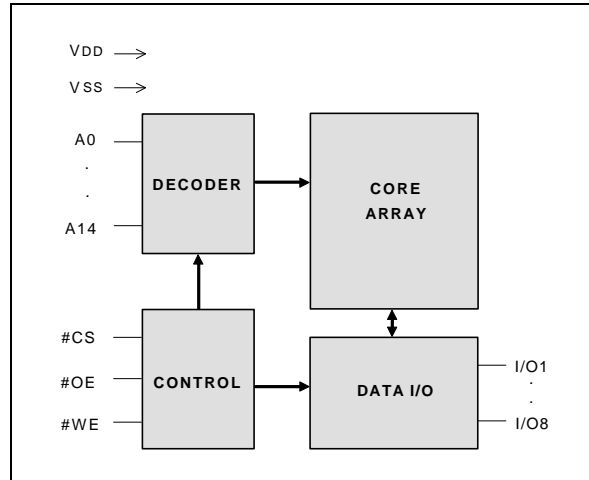 VDD
VSS
A0
.
.
A14
DECODER
CORE
ARRAY
#CS
#OE
#WE
CONTROL
DATA I/O
I/O1
.
.
I/O8